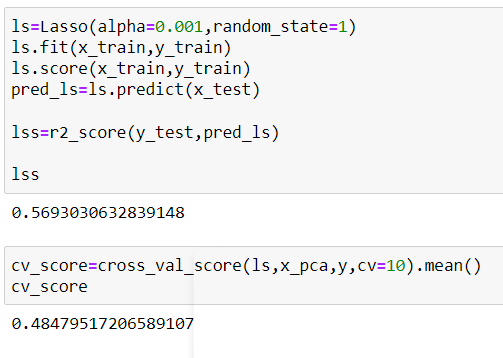 ls=Lasso(alpha=0.001,random_state=1)
ls.fit(x_train,y_train)
ls.score(x_train,y_train)
pred_ls=ls.predict(x_test)
lss=r2_score(y_test,pred_ls)
lss
0.5693030632839148
cv_score=cross_val_score(ls,x_pca,y,cv=10).mean()
cv_score
0.48479517206589107